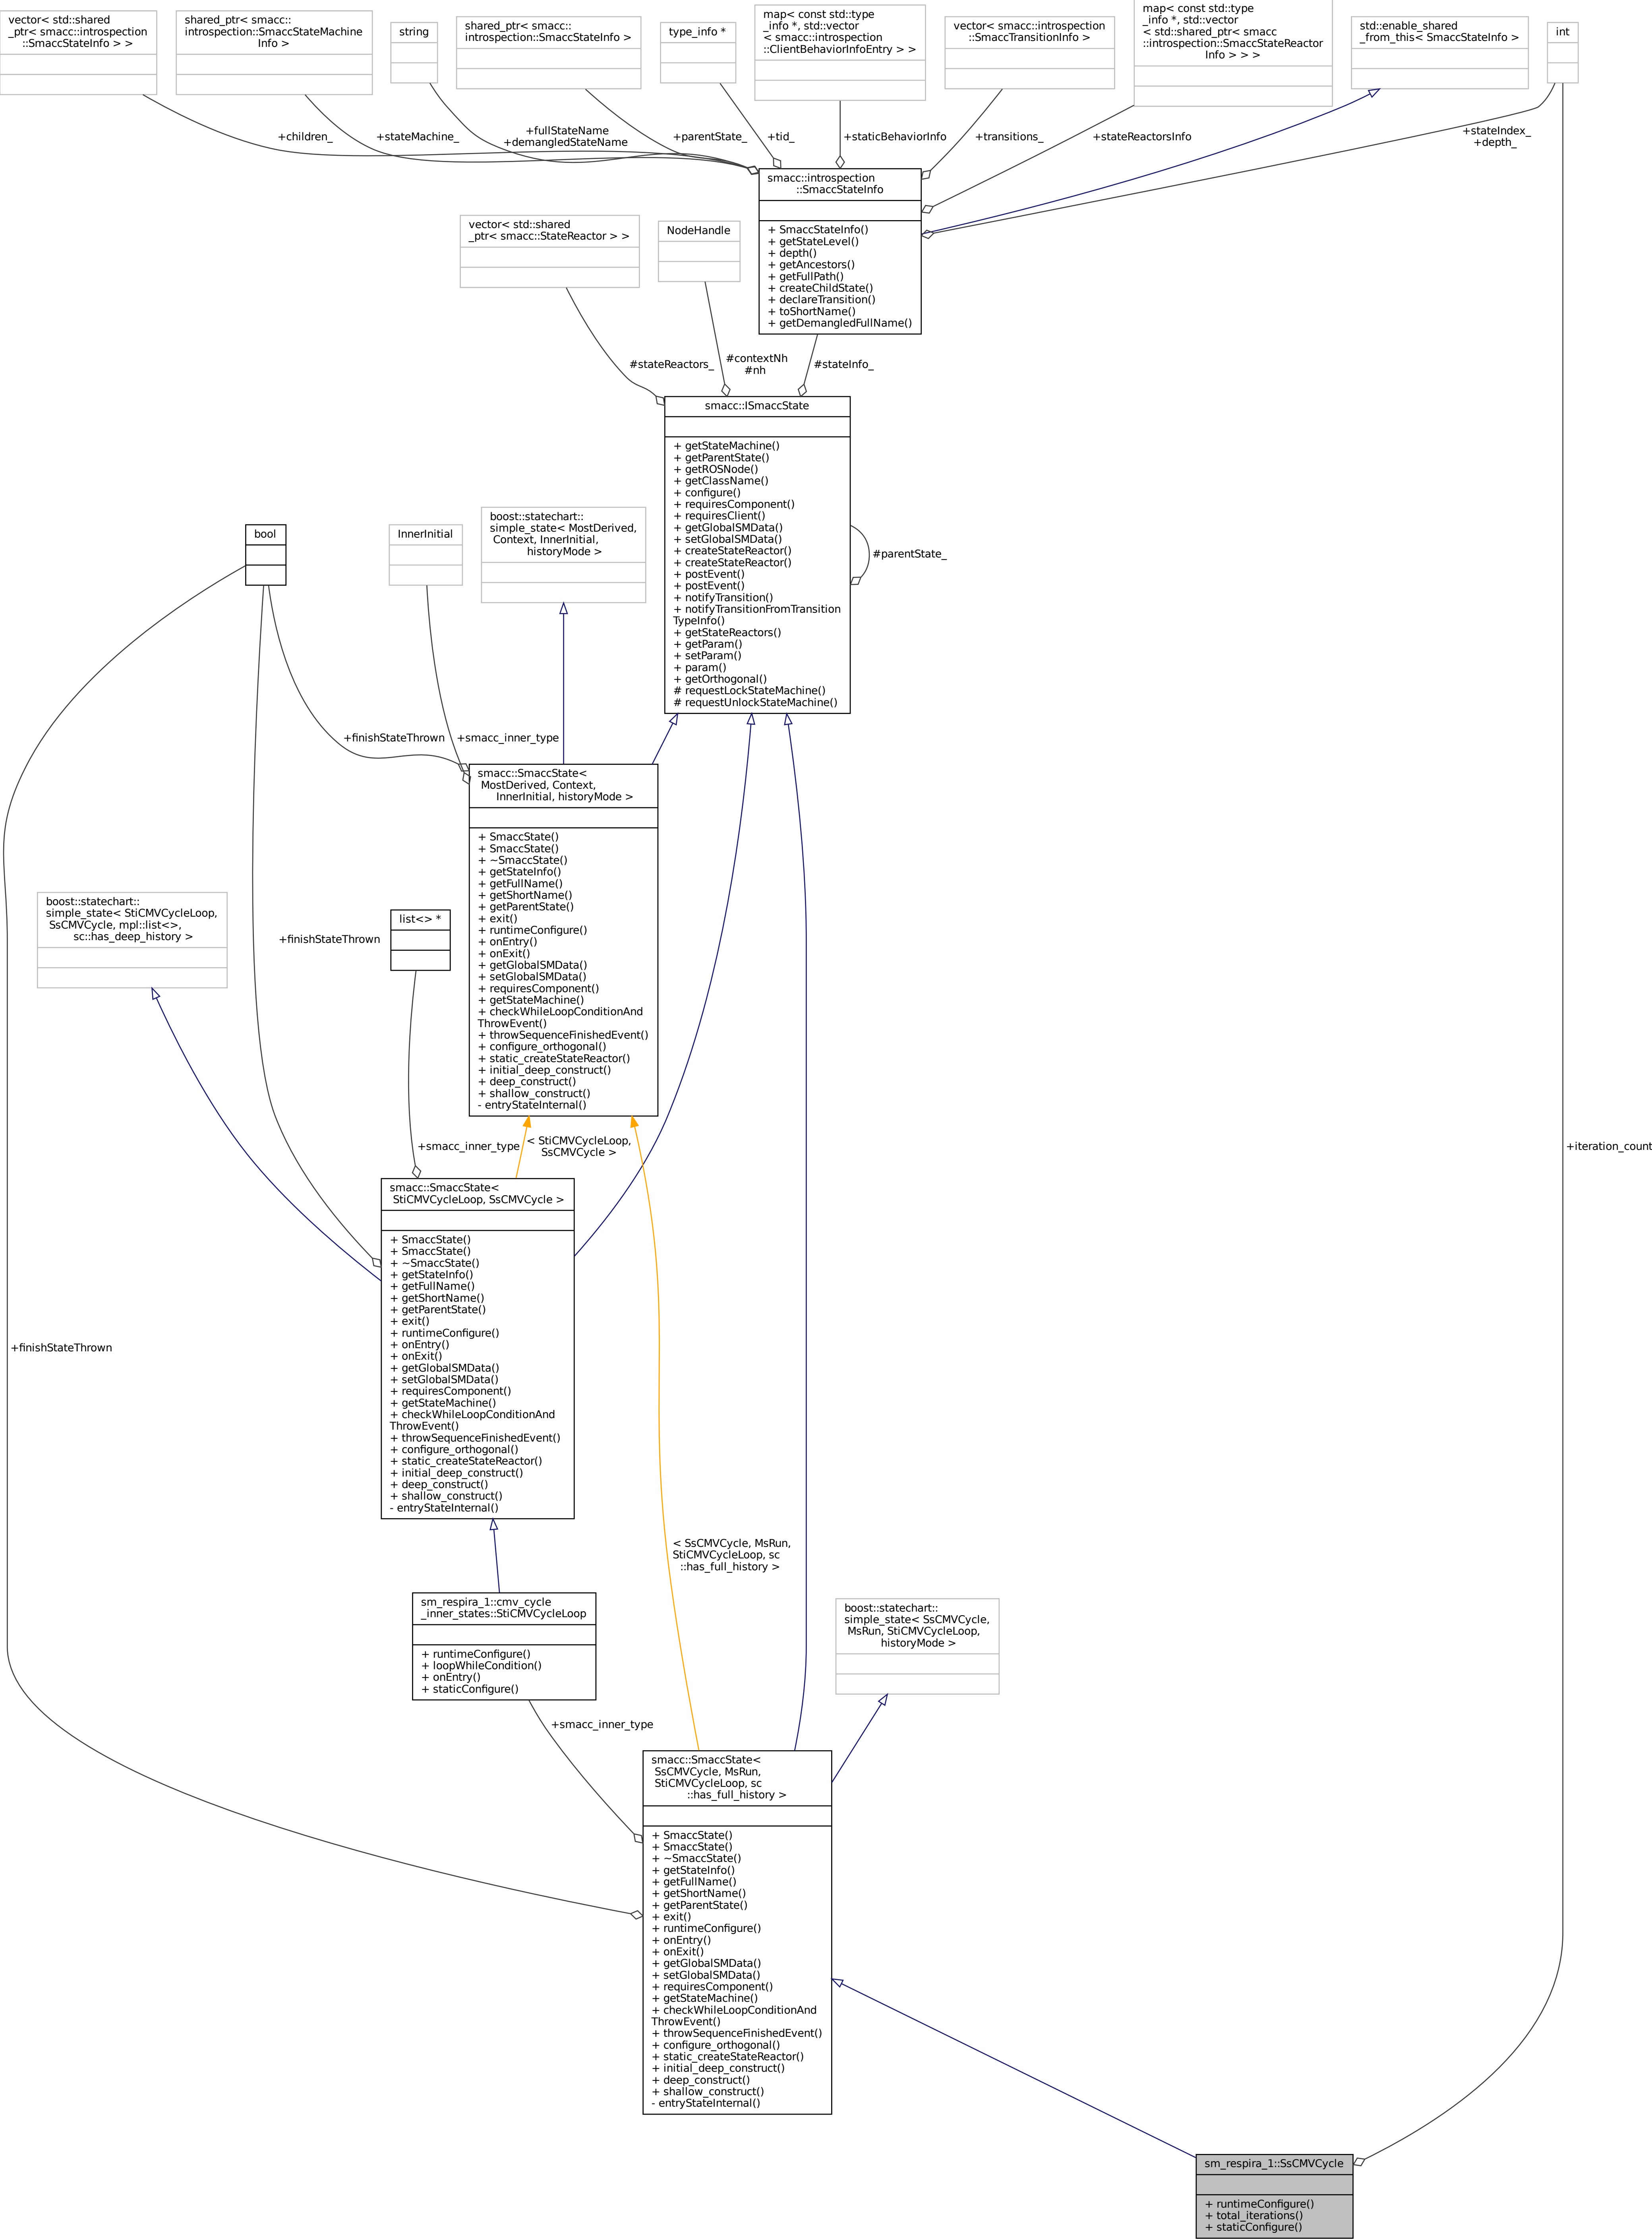 vector< std::shared
_ptr< smacc::introspection
::SmaccStateInfo > >
shared_ptr< smacc::
introspection::SmaccStateMachine
Info >
string
shared_ptr< smacc::
introspection::SmaccStateInfo >
type_info *
map< const std::type
_info *, std::vector
< smacc::introspection
::ClientBehaviorInfoEntry > >
vector< smacc::introspection
::SmaccTransitionInfo >
map< const std::type
_info *, std::vector
< std::shared_ptr< smacc
::introspection::SmaccStateReactor
Info > > >
std::enable_shared
_from_this< SmaccStateInfo >
int
+children_
+stateMachine_
+fullStateName
+demangledStateName
+parentState_
+tid_
+staticBehaviorInfo
+transitions_
+stateReactorsInfo
+stateIndex_
+depth_
smacc::introspection
::SmaccStateInfo
+ SmaccStateInfo()
+ getStateLevel()
+ depth()
+ getAncestors()
+ getFullPath()
+ createChildState()
+ declareTransition()
+ toShortName()
+ getDemangledFullName()
vector< std::shared
_ptr< smacc::StateReactor > >
NodeHandle
#stateReactors_
#contextNh
#nh
#stateInfo_
smacc::ISmaccState
+ getStateMachine()
+ getParentState()
+ getROSNode()
+ getClassName()
+ configure()
+ requiresComponent()
+ requiresClient()
+ getGlobalSMData()
+ setGlobalSMData()
+ createStateReactor()
+ createStateReactor()
+ postEvent()
+ postEvent()
+ notifyTransition()
+ notifyTransitionFromTransition
TypeInfo()
+ getStateReactors()
+ getParam()
+ setParam()
+ param()
+ getOrthogonal()
# requestLockStateMachine()
# requestUnlockStateMachine()
#parentState_
bool
InnerInitial
boost::statechart::
simple_state< MostDerived,
Context, InnerInitial,
historyMode >
+finishStateThrown
+smacc_inner_type
smacc::SmaccState<
MostDerived, Context,
InnerInitial, historyMode >
+ SmaccState()
+ SmaccState()
+ ~SmaccState()
+ getStateInfo()
+ getFullName()
+ getShortName()
+ getParentState()
+ exit()
+ runtimeConfigure()
+ onEntry()
+ onExit()
+ getGlobalSMData()
+ setGlobalSMData()
+ requiresComponent()
+ getStateMachine()
+ checkWhileLoopConditionAnd
ThrowEvent()
+ throwSequenceFinishedEvent()
+ configure_orthogonal()
+ static_createStateReactor()
+ initial_deep_construct()
+ deep_construct()
+ shallow_construct()
- entryStateInternal()
boost::statechart::
simple_state< StiCMVCycleLoop,
SsCMVCycle, mpl::list<>,
sc::has_deep_history >
+finishStateThrown
list<> *
+smacc_inner_type
< StiCMVCycleLoop,
SsCMVCycle >
+iteration_count
smacc::SmaccState<
StiCMVCycleLoop, SsCMVCycle >
+ SmaccState()
+ SmaccState()
+ ~SmaccState()
+ getStateInfo()
+ getFullName()
+ getShortName()
+ getParentState()
+ exit()
+ runtimeConfigure()
+ onEntry()
+ onExit()
+ getGlobalSMData()
+ setGlobalSMData()
+ requiresComponent()
+ getStateMachine()
+ checkWhileLoopConditionAnd
ThrowEvent()
+ throwSequenceFinishedEvent()
+ configure_orthogonal()
+ static_createStateReactor()
+ initial_deep_construct()
+ deep_construct()
+ shallow_construct()
- entryStateInternal()
+finishStateThrown
< SsCMVCycle, MsRun,
StiCMVCycleLoop, sc
::has_full_history >
sm_respira_1::cmv_cycle
_inner_states::StiCMVCycleLoop
+ runtimeConfigure()
+ loopWhileCondition()
+ onEntry()
+ staticConfigure()
boost::statechart::
simple_state< SsCMVCycle,
MsRun, StiCMVCycleLoop,
historyMode >
+smacc_inner_type
smacc::SmaccState<
SsCMVCycle, MsRun,
StiCMVCycleLoop, sc
::has_full_history >
+ SmaccState()
+ SmaccState()
+ ~SmaccState()
+ getStateInfo()
+ getFullName()
+ getShortName()
+ getParentState()
+ exit()
+ runtimeConfigure()
+ onEntry()
+ onExit()
+ getGlobalSMData()
+ setGlobalSMData()
+ requiresComponent()
+ getStateMachine()
+ checkWhileLoopConditionAnd
ThrowEvent()
+ throwSequenceFinishedEvent()
+ configure_orthogonal()
+ static_createStateReactor()
+ initial_deep_construct()
+ deep_construct()
+ shallow_construct()
- entryStateInternal()
sm_respira_1::SsCMVCycle
+ runtimeConfigure()
+ total_iterations()
+ staticConfigure()